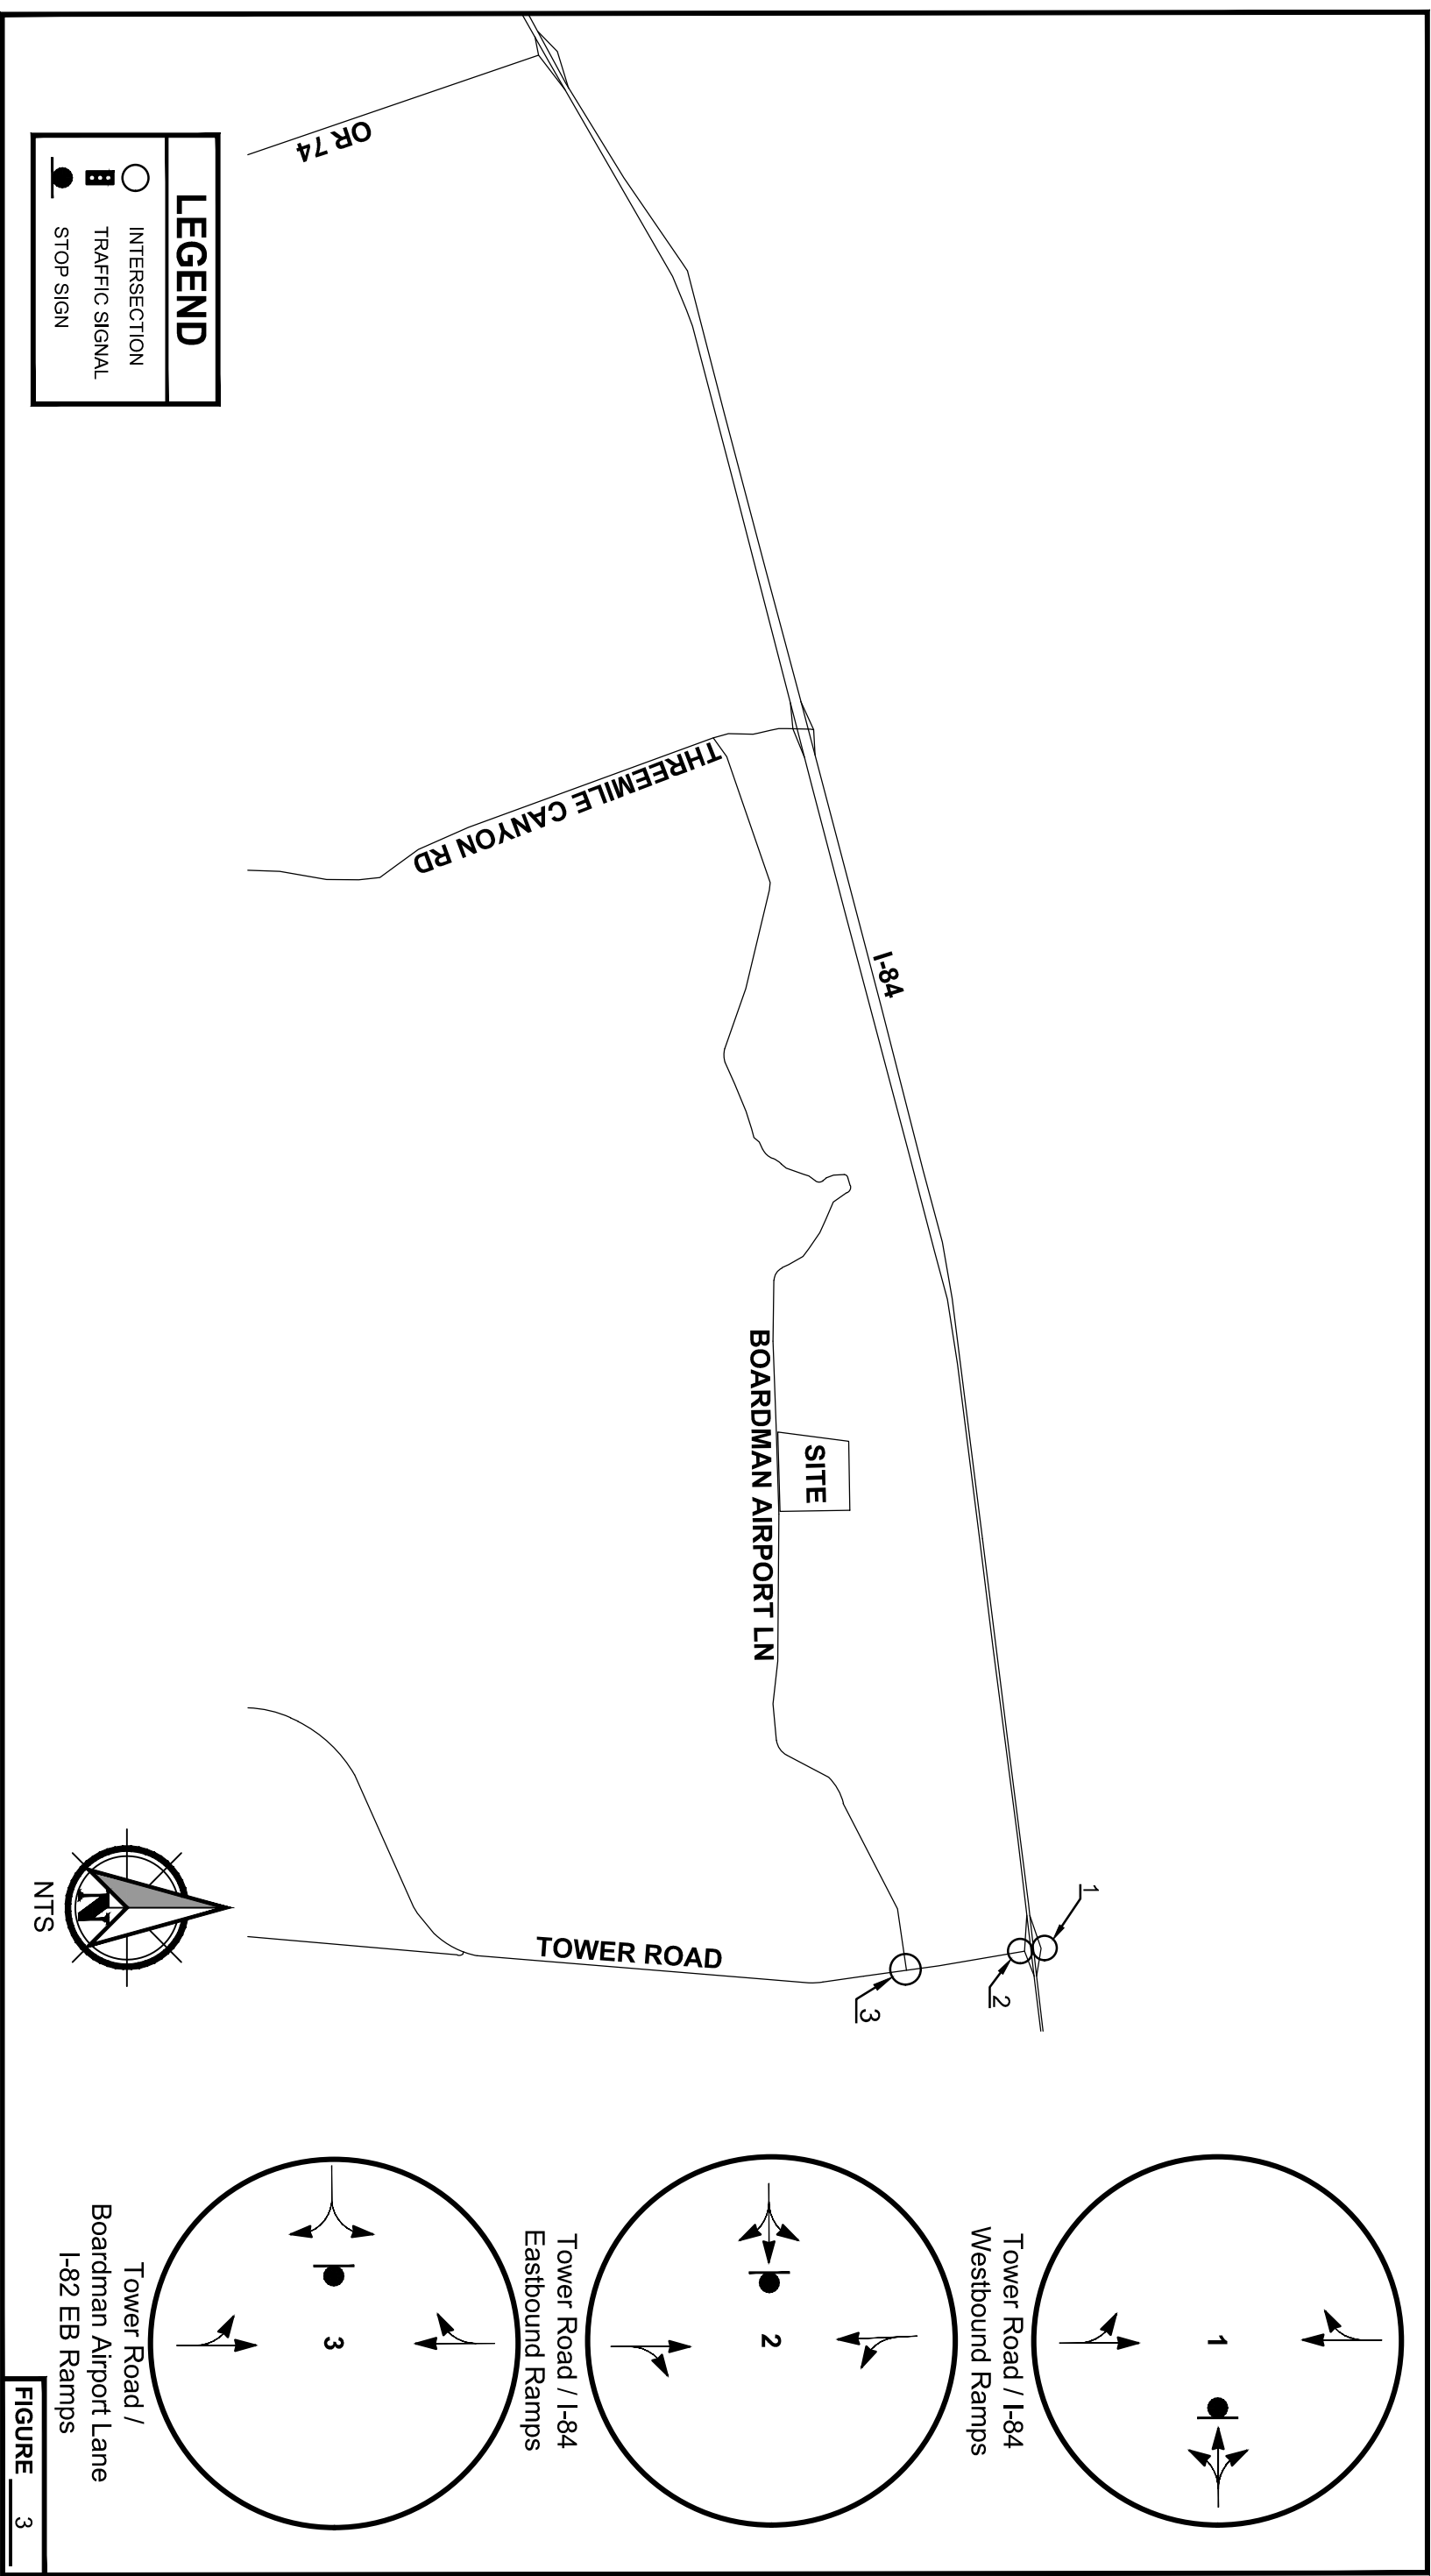 OR 74
THREEMILE CANYON RD
I-84
BOARDMAN AIRPORT LN
SITE
TOWER ROAD
1
2
3
LEGEND
INTERSECTION
TRAFFIC SIGNAL
STOP SIGN
N
NTS
1
Tower Road / I-84
Westbound Ramps
2
Tower Road / I-84
Eastbound Ramps
3
Tower Road /
Boardman Airport Lane
I-82 EB Ramps
FIGURE 3